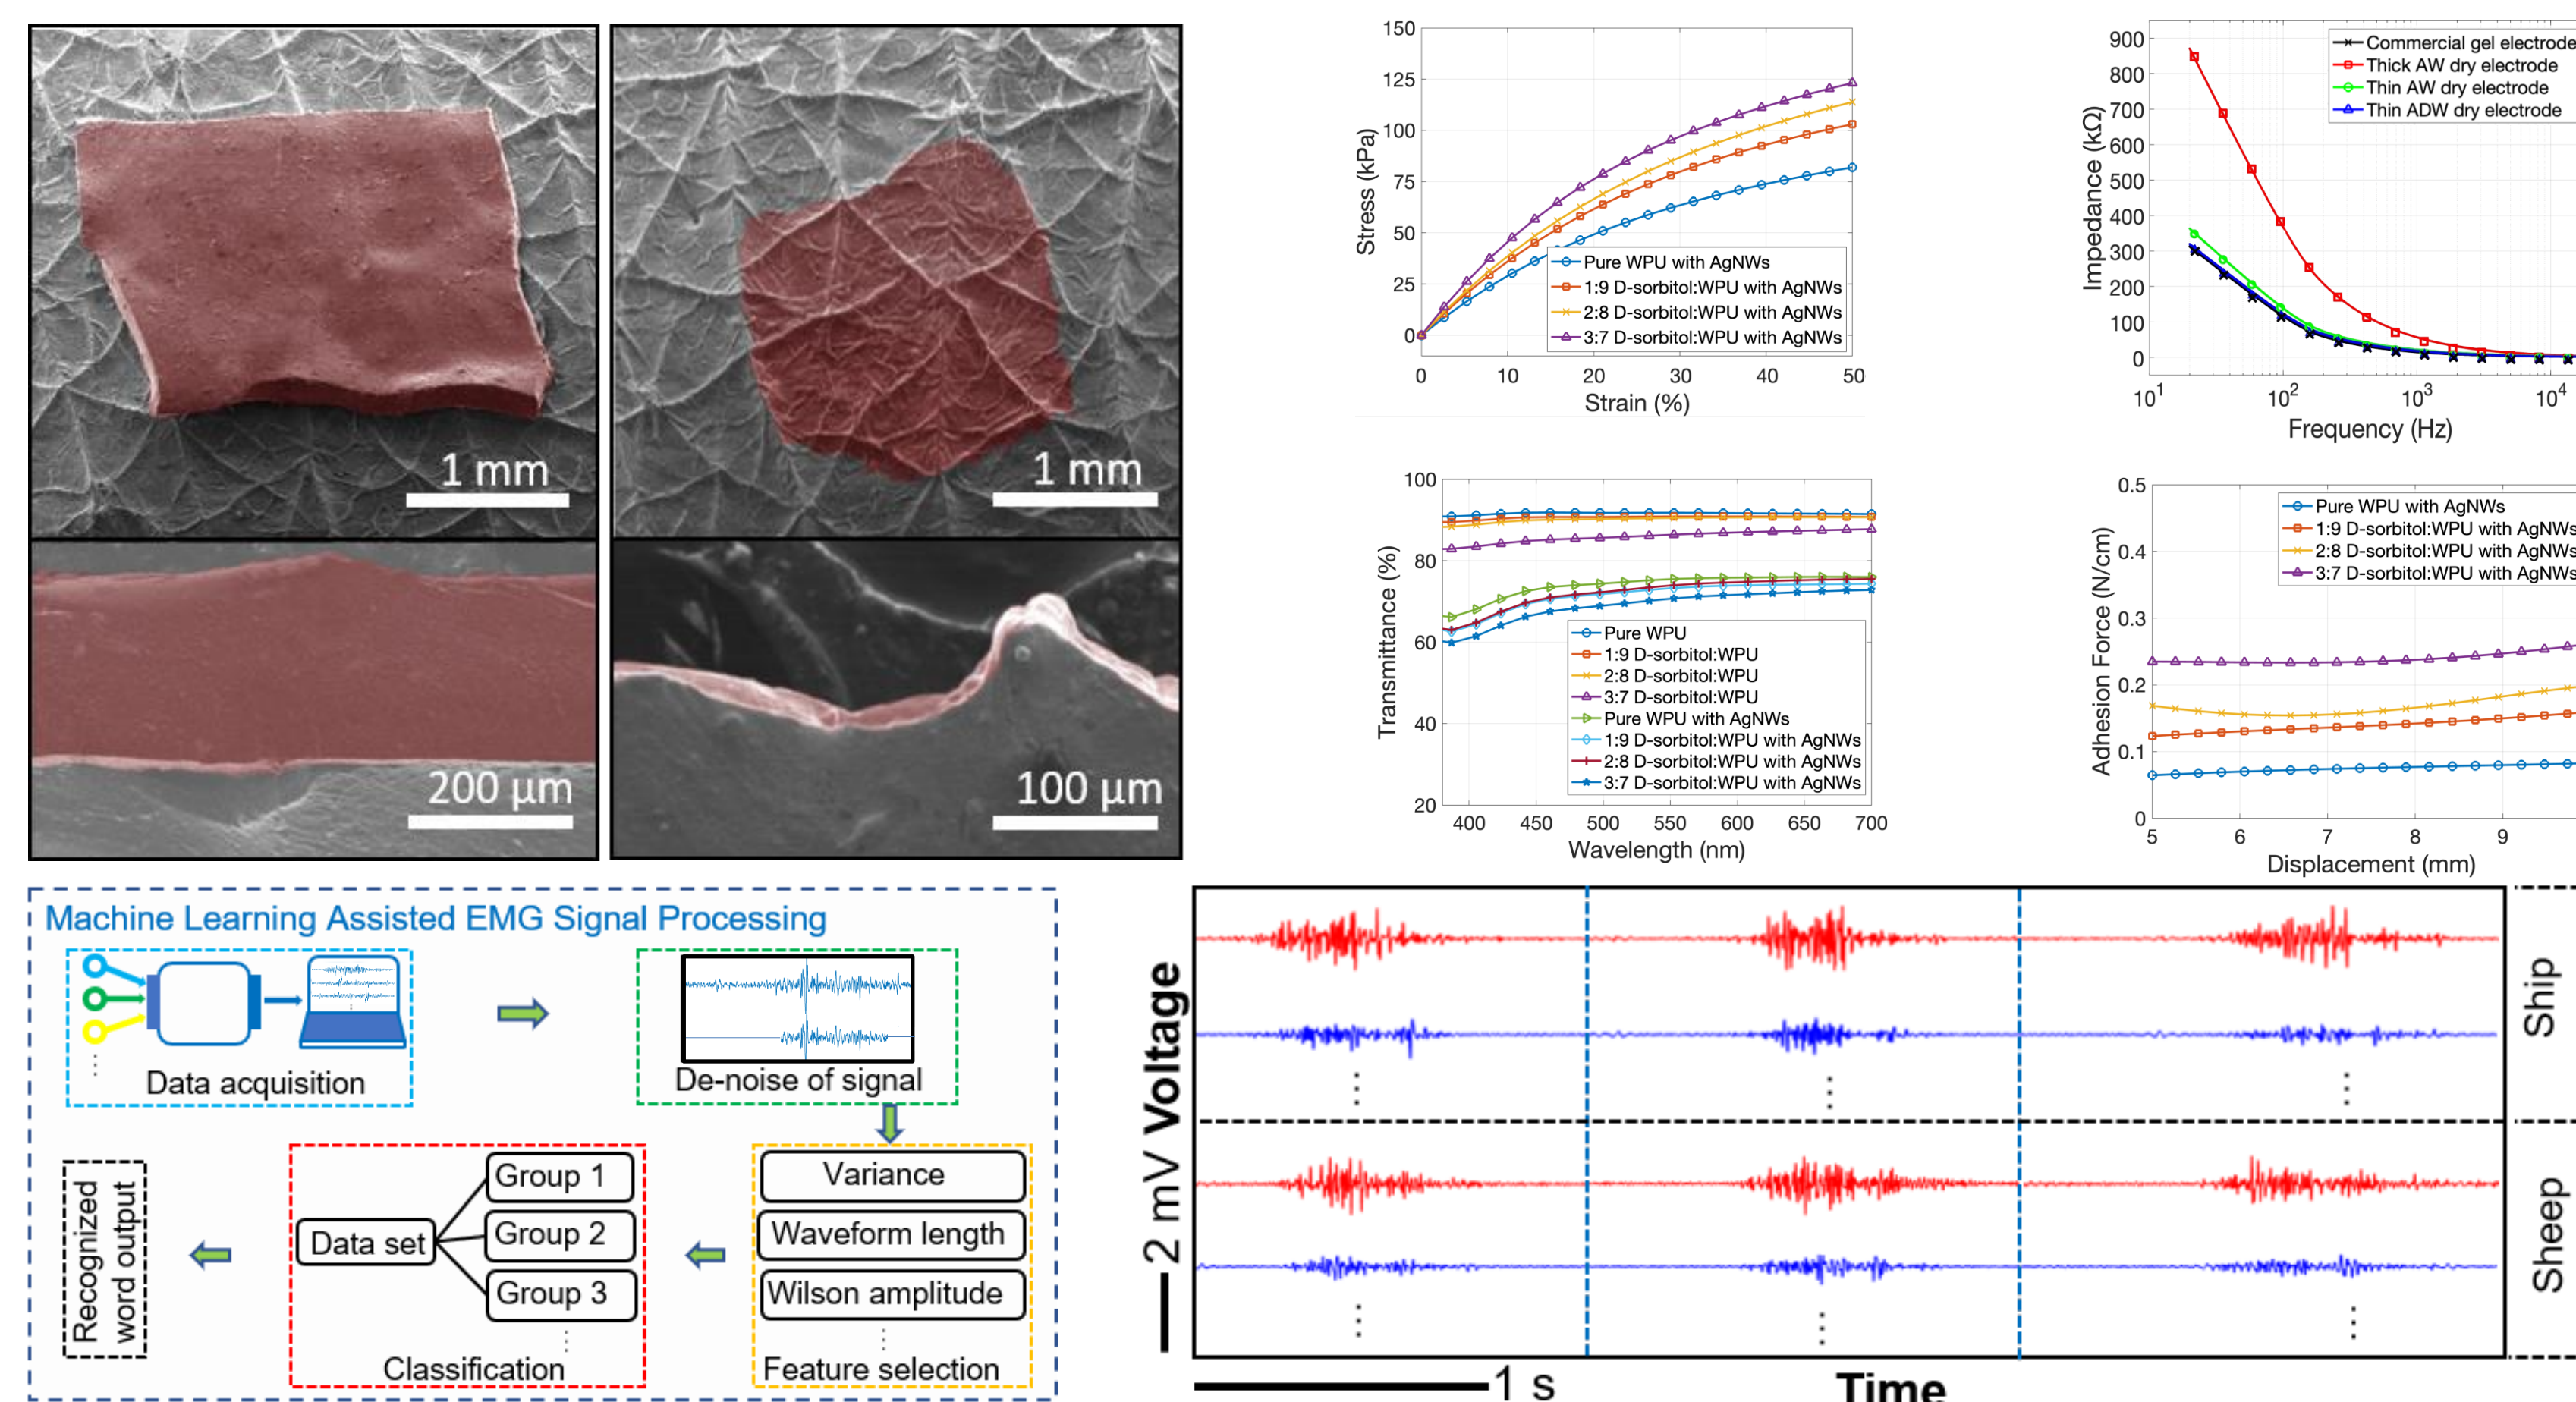 1 mm
1 mm
200 µm
100 µm
150
125
100
75
50
25
0
Stress (kPa)
Pure WPU with AgNWs
1:9 D-sorbitol:WPU with AgNWs
2:8 D-sorbitol:WPU with AgNWs
3:7 D-sorbitol:WPU with AgNWs
0 10 20 30 40 50
Strain (%)
900
800
700
600
500
400
300
200
100
0
Impedance (kΩ)
Commercial gel electrode
Thick AW dry electrode
Thin AW dry electrode
Thin ADW dry electrode
10¹ 10² 10³ 10⁴
Frequency (Hz)
100
80
60
40
20
Transmittance (%)
Pure WPU
1:9 D-sorbitol:WPU
2:8 D-sorbitol:WPU
3:7 D-sorbitol:WPU
Pure WPU with AgNWs
1:9 D-sorbitol:WPU with AgNWs
2:8 D-sorbitol:WPU with AgNWs
3:7 D-sorbitol:WPU with AgNWs
400 450 500 550 600 650 700
Wavelength (nm)
0.5
0.4
0.3
0.2
0.1
0
Adhesion Force (N/cm)
Pure WPU with AgNWs
1:9 D-sorbitol:WPU with AgNWs
2:8 D-sorbitol:WPU with AgNWs
3:7 D-sorbitol:WPU with AgNWs
5 6 7 8 9
Displacement (mm)
Machine Learning Assisted EMG Signal Processing
Data acquisition
De-noise of signal
Variance
Waveform length
Wilson amplitude
Feature selection
Data set
Group 1
Group 2
Group 3
Classification
Recognized
word output
2 mV Voltage
Ship
Sheep
1 s
Time